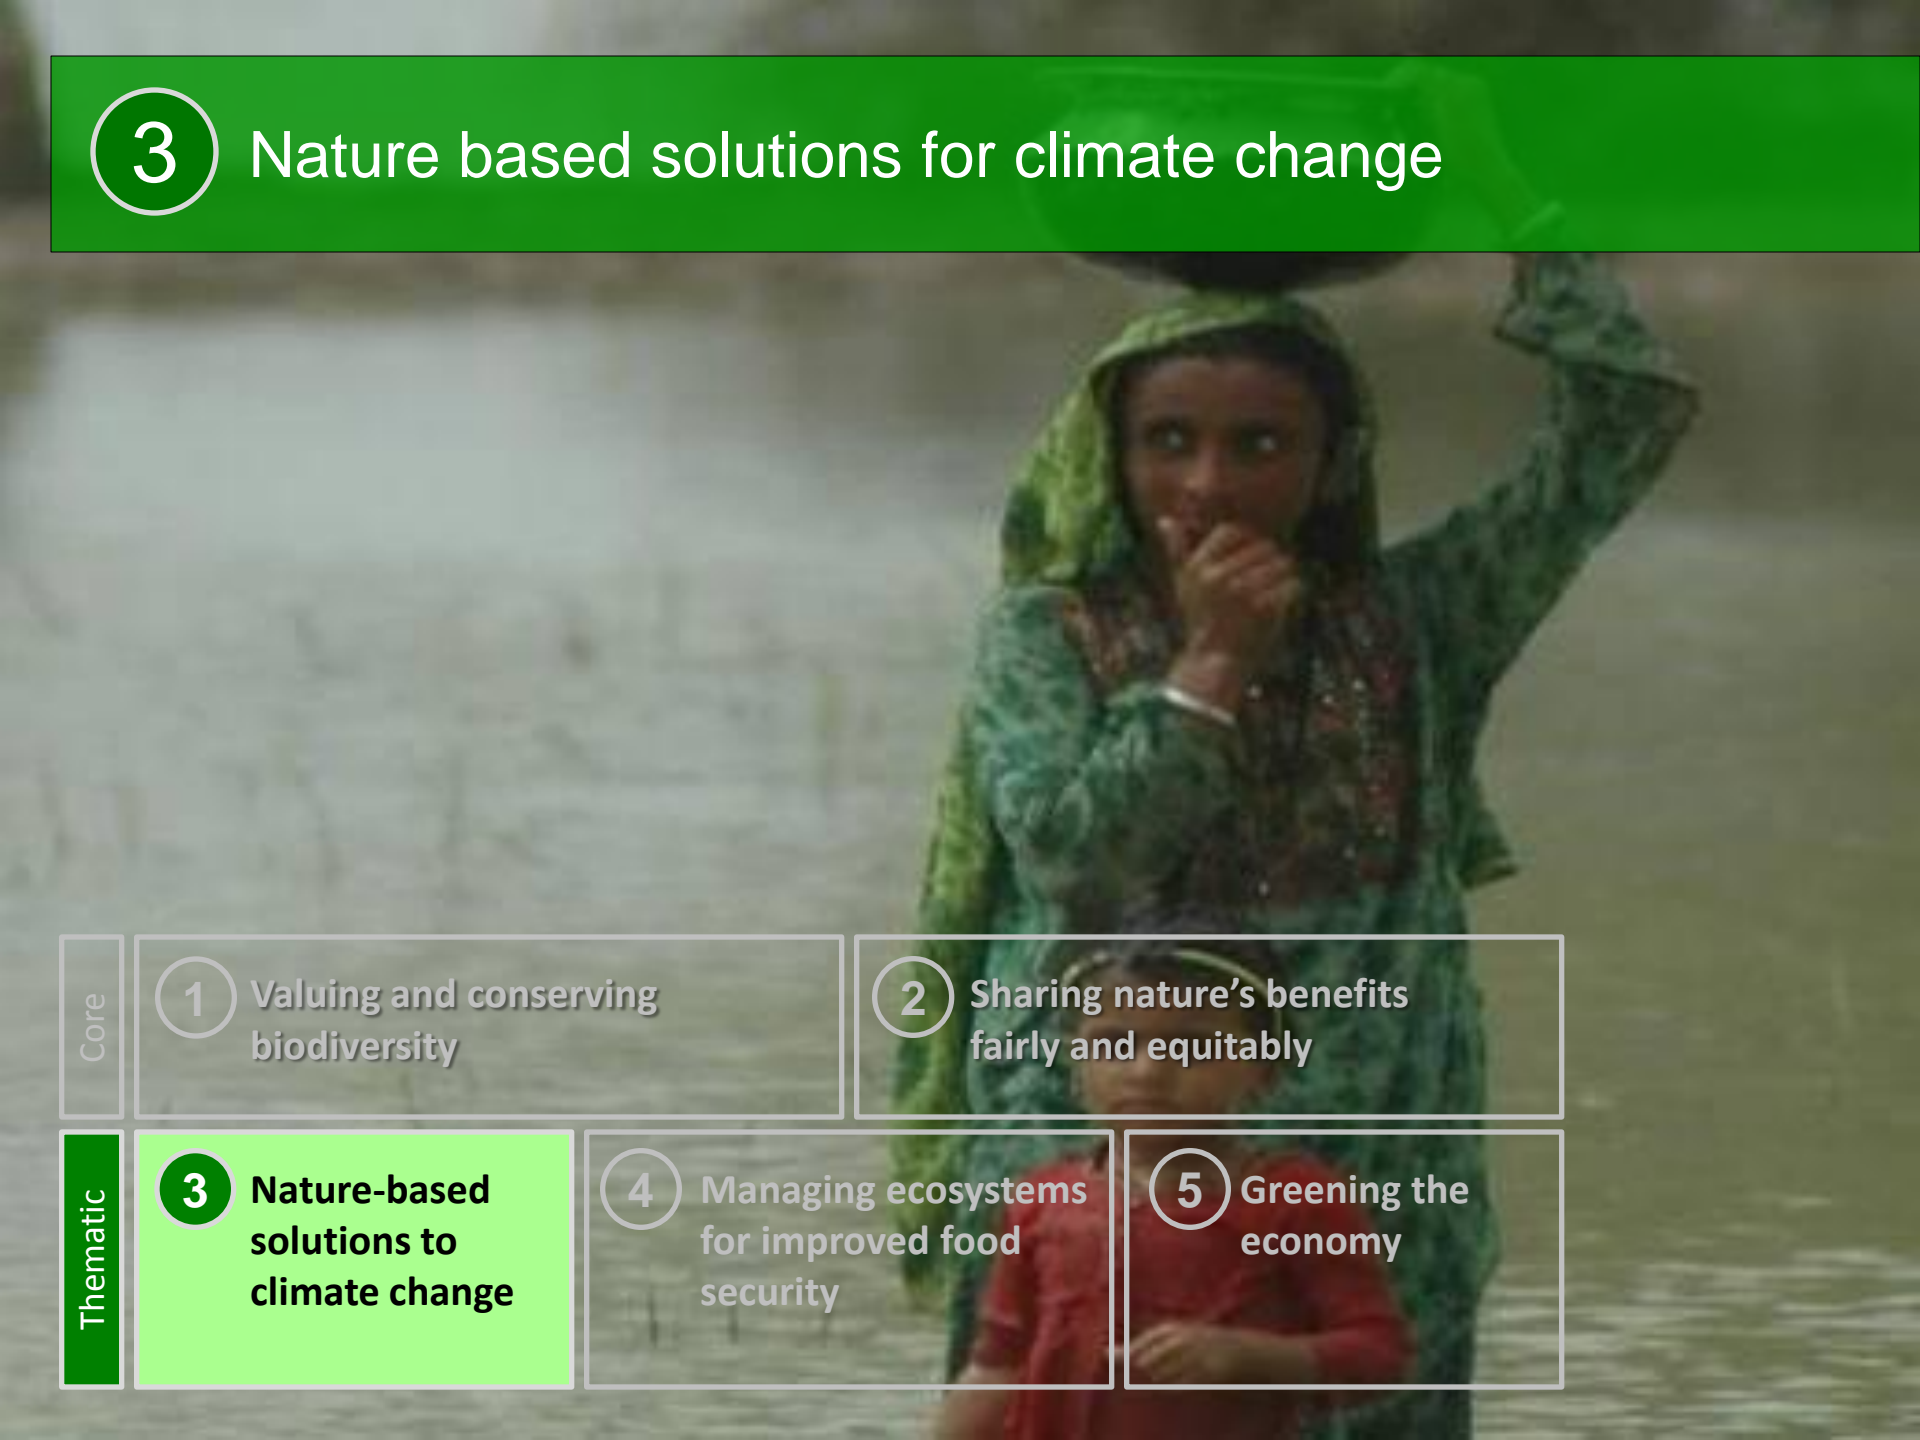 3 Nature based solutions for climate change
Core
1 Valuing and conserving
biodiversity
2 Sharing nature’s benefits
fairly and equitably
Thematic
3 Nature-based
solutions to
climate change
4 Managing ecosystems
for improved food
security
5 Greening the
economy